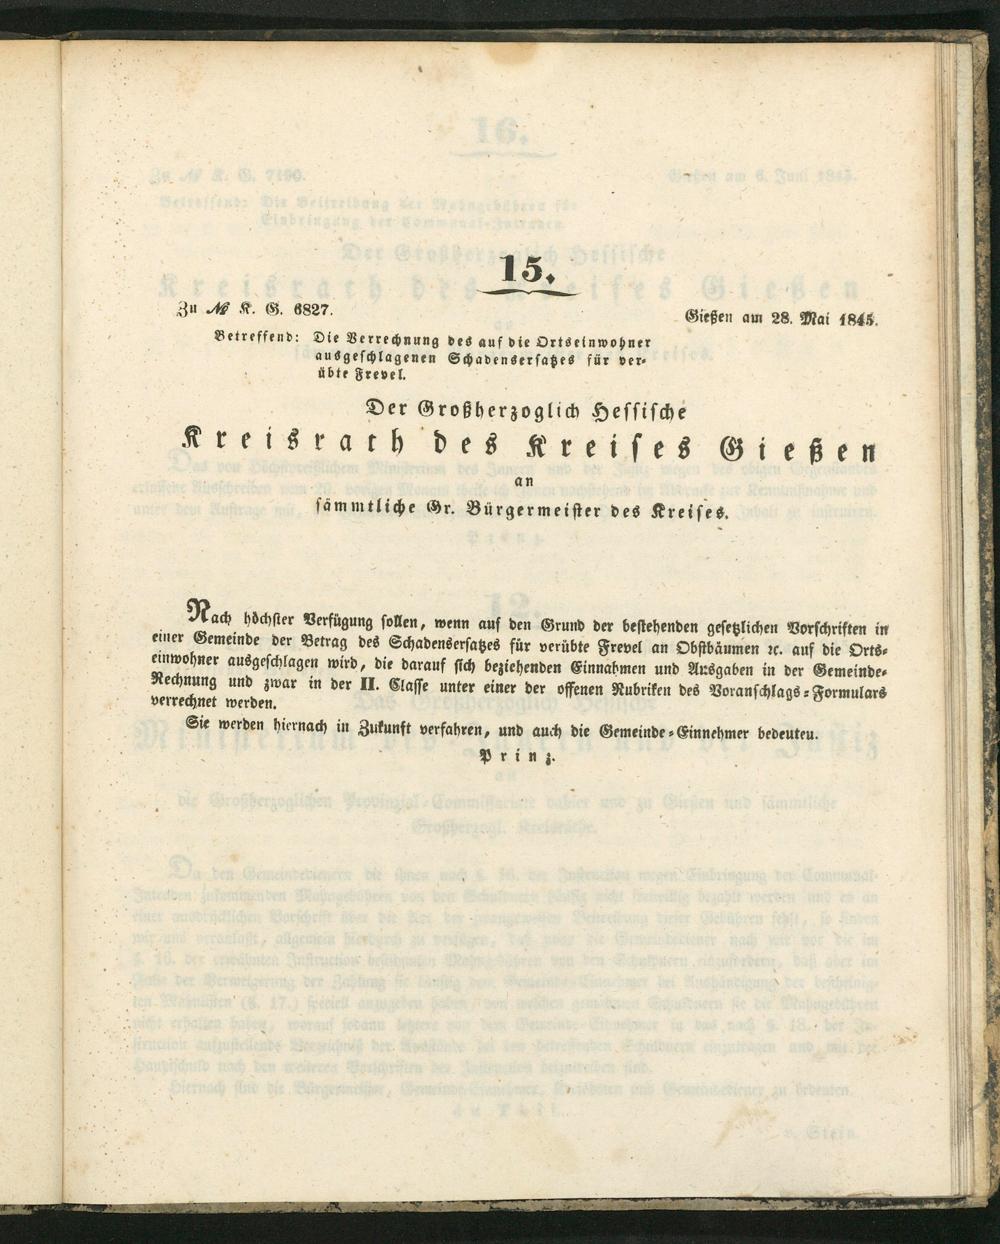 15.
Zu № K. G. 6827.
Gießen am 28. Mai 1845.
Betreffend: Die Verrechnung des auf die Ortseinwohner
ausgeschlagenen Schadensersatzes für ver-
übte Frevel.
Der Großherzoglich Hessische
Kreisrath des Kreises Gießen
an
sämmtliche Gr. Bürgermeister des Kreises.
Nach höchster Verfügung sollen, wenn auf den Grund der bestehenden gesetzlichen Vorschriften in
einer Gemeinde der Betrag des Schadensersatzes für verübte Frevel an Obstbäumen ꝛc. auf die Orts-
einwohner ausgeschlagen wird, die darauf sich beziehenden Einnahmen und Ausgaben in der Gemeinde-
Rechnung und zwar in der II. Classe unter einer der offenen Rubriken des Voranschlags-Formulars
verrechnet werden.
Sie werden hiernach in Zukunft verfahren, und auch die Gemeinde-Einnehmer bedeuten.
Prinz.